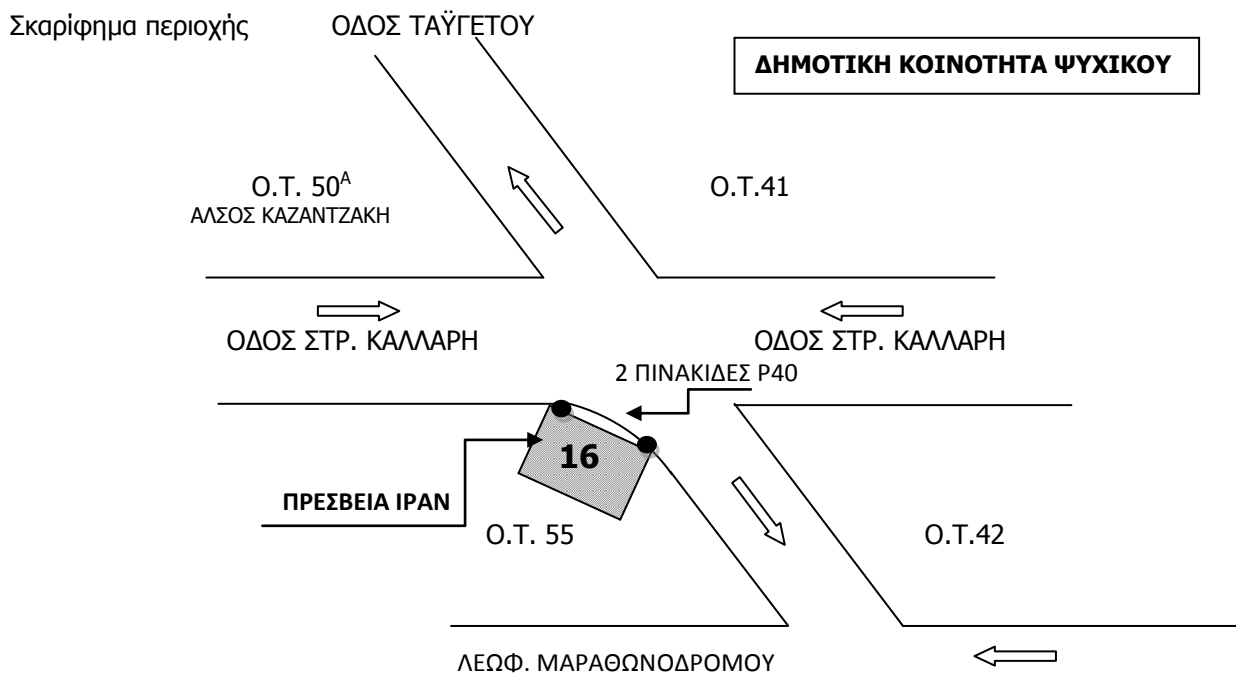 Σκαρίφημα περιοχής
ΟΔΟΣ ΤΑΫΓΕΤΟΥ
ΔΗΜΟΤΙΚΗ ΚΟΙΝΟΤΗΤΑ ΨΥΧΙΚΟΥ
Ο.Τ. 50Α
ΑΛΣΟΣ ΚΑΖΑΝΤΖΑΚΗ
Ο.Τ.41
ΟΔΟΣ ΣΤΡ. ΚΑΛΛΑΡΗ
ΟΔΟΣ ΣΤΡ. ΚΑΛΛΑΡΗ
2 ΠΙΝΑΚΙΔΕΣ Ρ40
16
ΠΡΕΣΒΕΙΑ ΙΡΑΝ
Ο.Τ. 55
Ο.Τ.42
ΛΕΩΦ. ΜΑΡΑΘΩΝΟΔΡΟΜΟΥ